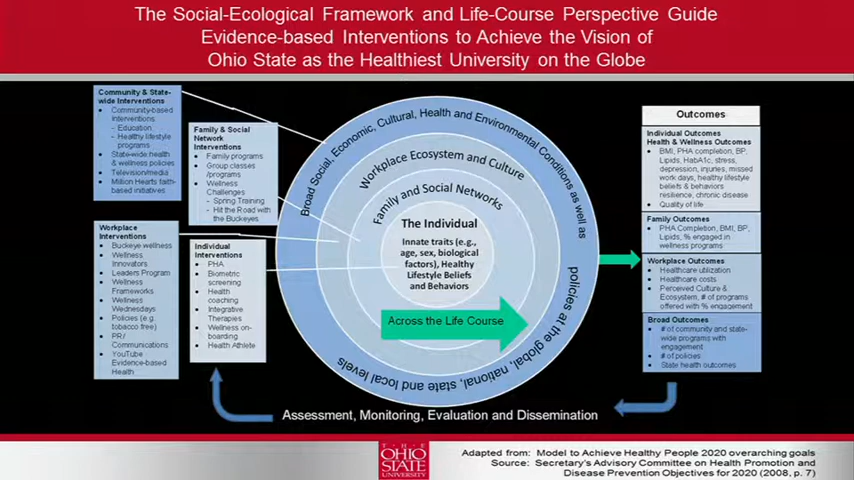 The Social-Ecological Framework and Life-Course Perspective Guide
Evidence-based Interventions to Achieve the Vision of
Ohio State as the Healthiest University on the Globe
Community & State-
wide Interventions
• Community-based
Interventions
- Education
- Healthy lifestyle
programs
• State-wide health
& wellness policies
• Television/media
• Million Hearts faith-
based initiatives
Family & Social
Network
Interventions
• Family programs
• Group classes
/programs
• Wellness
Challenges
- Spring Training
- Hit the Road with
the Buckeyes
Workplace
Interventions
• Buckeye wellness
• Wellness
Innovators
• Leaders Program
• Wellness
Frameworks
• Wellness
Wednesdays
• Policies (e.g.
tobacco free)
• PR/
Communications
• YouTube
Evidence-based
Health
Individual
Interventions
• PHA
• Biometric
screening
• Health
coaching
• Integrative
Therapies
• Wellness on-
boarding
• Health Athlete
Broad Social, Economic, Cultural, Health and Environmental Conditions as well as
policies at the global, national, state and local levels
Workplace Ecosystem and Culture
Family and Social Networks
The Individual
Innate traits (e.g.,
age, sex, biological
factors), Healthy
Lifestyle Beliefs
and Behaviors
Across the Life Course
Outcomes
Individual Outcomes
Health & Wellness Outcomes
• BMI, PHA completion, BP,
Lipids, HabA1c, stress,
depression, injuries, missed
work days, healthy lifestyle
beliefs & behaviors
resilience, chronic disease
• Quality of life
Family Outcomes
• PHA Completion, BMI, BP,
Lipids, % engaged in
wellness programs
Workplace Outcomes
• Healthcare utilization
• Healthcare costs
• Perceived Culture &
Ecosystem, # of programs
offered with % engagement
Broad Outcomes
• # of community and state-
wide programs with
engagement
• # of policies
• State health outcomes
Assessment, Monitoring, Evaluation and Dissemination
THE
OHIO
STATE
UNIVERSITY
Adapted from: Model to Achieve Healthy People 2020 overarching goals
Source: Secretary's Advisory Committee on Health Promotion and
Disease Prevention Objectives for 2020 (2008, p. 7)